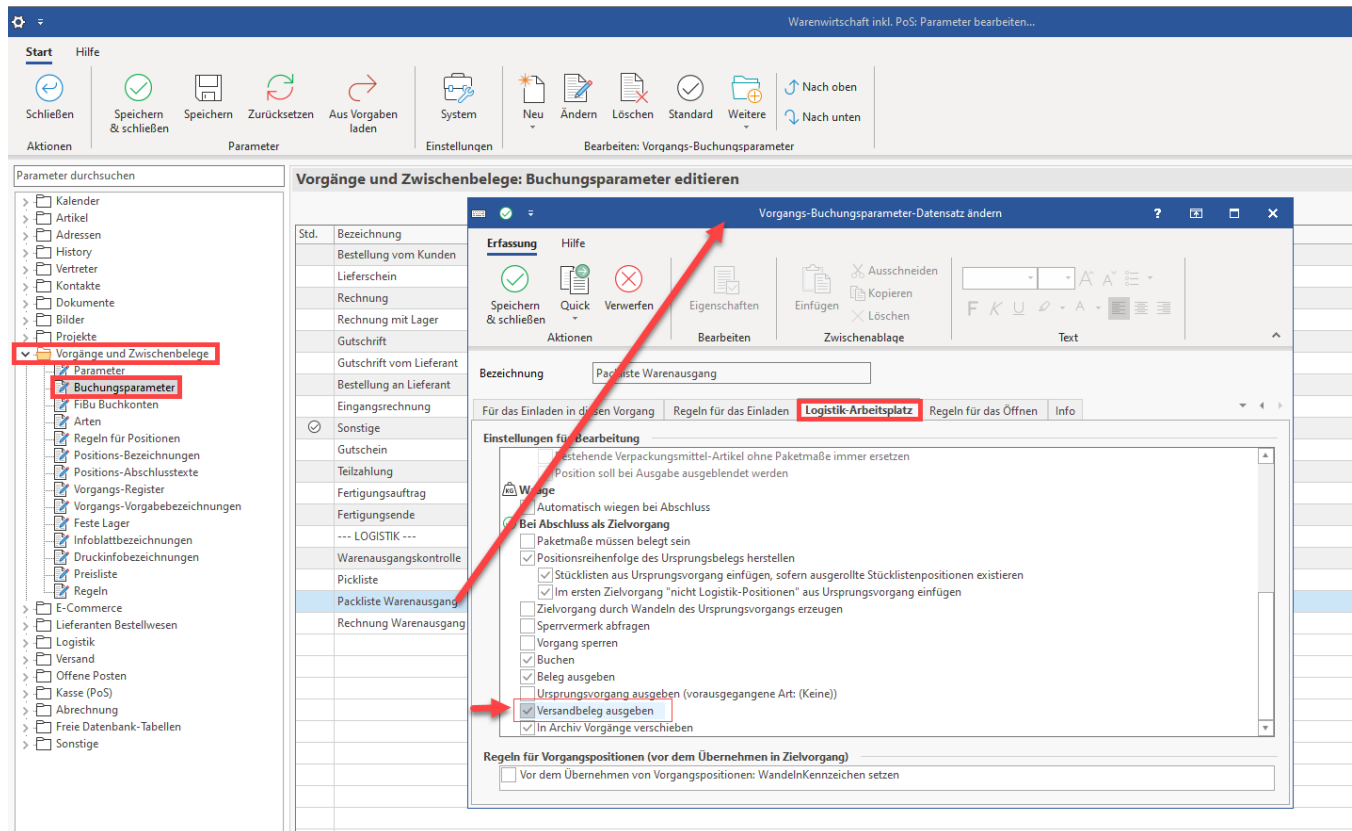 Warenwirtschaft inkl. PoS: Parameter bearbeiten...
Start Hilfe
Schließen
Speichern & schließen
Speichern
Zurücksetzen
Aus Vorgaben laden
System
Neu
Ändern
Löschen
Standard
Weitere
Nach oben
Nach unten
Aktionen
Parameter
Einstellungen
Bearbeiten: Vorgangs-Buchungsparameter
Parameter durchsuchen
Kalender
Artikel
Adressen
History
Vertreter
Kontakte
Dokumente
Bilder
Projekte
Vorgänge und Zwischenbelege
Parameter
Buchungsparameter
FiBu Buchkonten
Arten
Regeln für Positionen
Positions-Bezeichnungen
Positions-Abschlusstexte
Vorgangs-Register
Vorgangs-Vorgabebezeichnungen
Feste Lager
Infoblattbezeichnungen
Druckinfobezeichnungen
Preisliste
Regeln
E-Commerce
Lieferanten Bestellwesen
Logistik
Versand
Offene Posten
Kasse (PoS)
Abrechnung
Freie Datenbank-Tabellen
Sonstige
Vorgänge und Zwischenbelege: Buchungsparameter editieren
Std. Bezeichnung
Bestellung vom Kunden
Lieferschein
Rechnung
Rechnung mit Lager
Gutschrift
Gutschrift vom Lieferant
Bestellung an Lieferant
Eingangsrechnung
Sonstige
Gutschein
Teilzahlung
Fertigungsauftrag
Fertigungsende
--- LOGISTIK ---
Warenausgangskontrolle
Pickliste
Packliste Warenausgang
Rechnung Warenausgang
Vorgangs-Buchungsparameter-Datensatz ändern
Erfassung Hilfe
Speichern & schließen
Quick
Verwerfen
Eigenschaften
Einfügen
Ausschneiden
Kopieren
Löschen
F K U A
Aktionen
Bearbeiten
Zwischenablage
Text
Bezeichnung Packliste Warenausgang
Für das Einladen in diesen Vorgang
Regeln für das Einladen
Logistik-Arbeitsplatz
Regeln für das Öffnen
Info
Einstellungen für Bearbeitung
Bestehende Verpackungsmittel-Artikel ohne Paketmaße immer ersetzen
Position soll bei Ausgabe ausgeblendet werden
KG Waage
Automatisch wiegen bei Abschluss
Bei Abschluss als Zielvorgang
Paketmaße müssen belegt sein
Positionsreihenfolge des Ursprungsbelegs herstellen
Stücklisten aus Ursprungsvorgang einfügen, sofern ausgerollte Stücklistenpositionen existieren
Im ersten Zielvorgang "nicht Logistik-Positionen" aus Ursprungsvorgang einfügen
Zielvorgang durch Wandeln des Ursprungsvorgangs erzeugen
Sperrvermerk abfragen
Vorgang sperren
Buchen
Beleg ausgeben
Ursprungsvorgang ausgeben (vorausgegangene Art: (Keine))
Versandbeleg ausgeben
In Archiv Vorgänge verschieben
Regeln für Vorgangspositionen (vor dem Übernehmen in Zielvorgang)
Vor dem Übernehmen von Vorgangspositionen: WandelnKennzeichen setzen